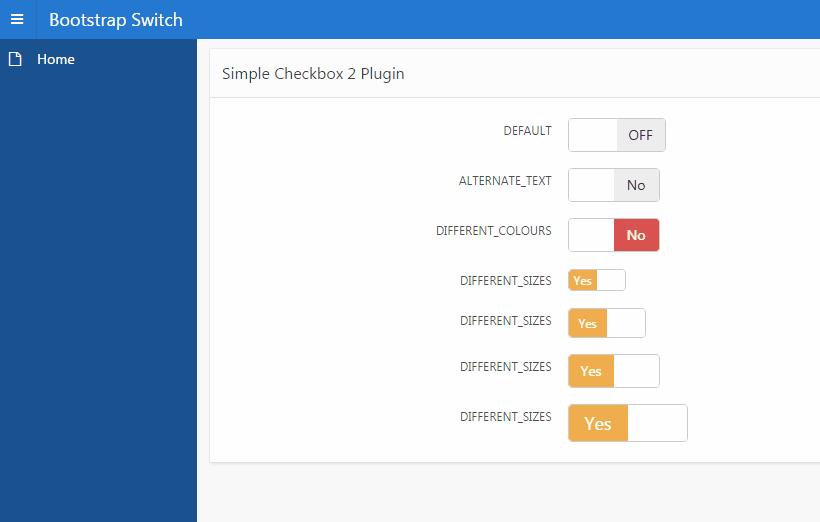 Bootstrap Switch
Home
Simple Checkbox 2 Plugin
DEFAULT OFF
ALTERNATE_TEXT No
DIFFERENT_COLOURS No
DIFFERENT_SIZES Yes
DIFFERENT_SIZES Yes
DIFFERENT_SIZES Yes
DIFFERENT_SIZES Yes